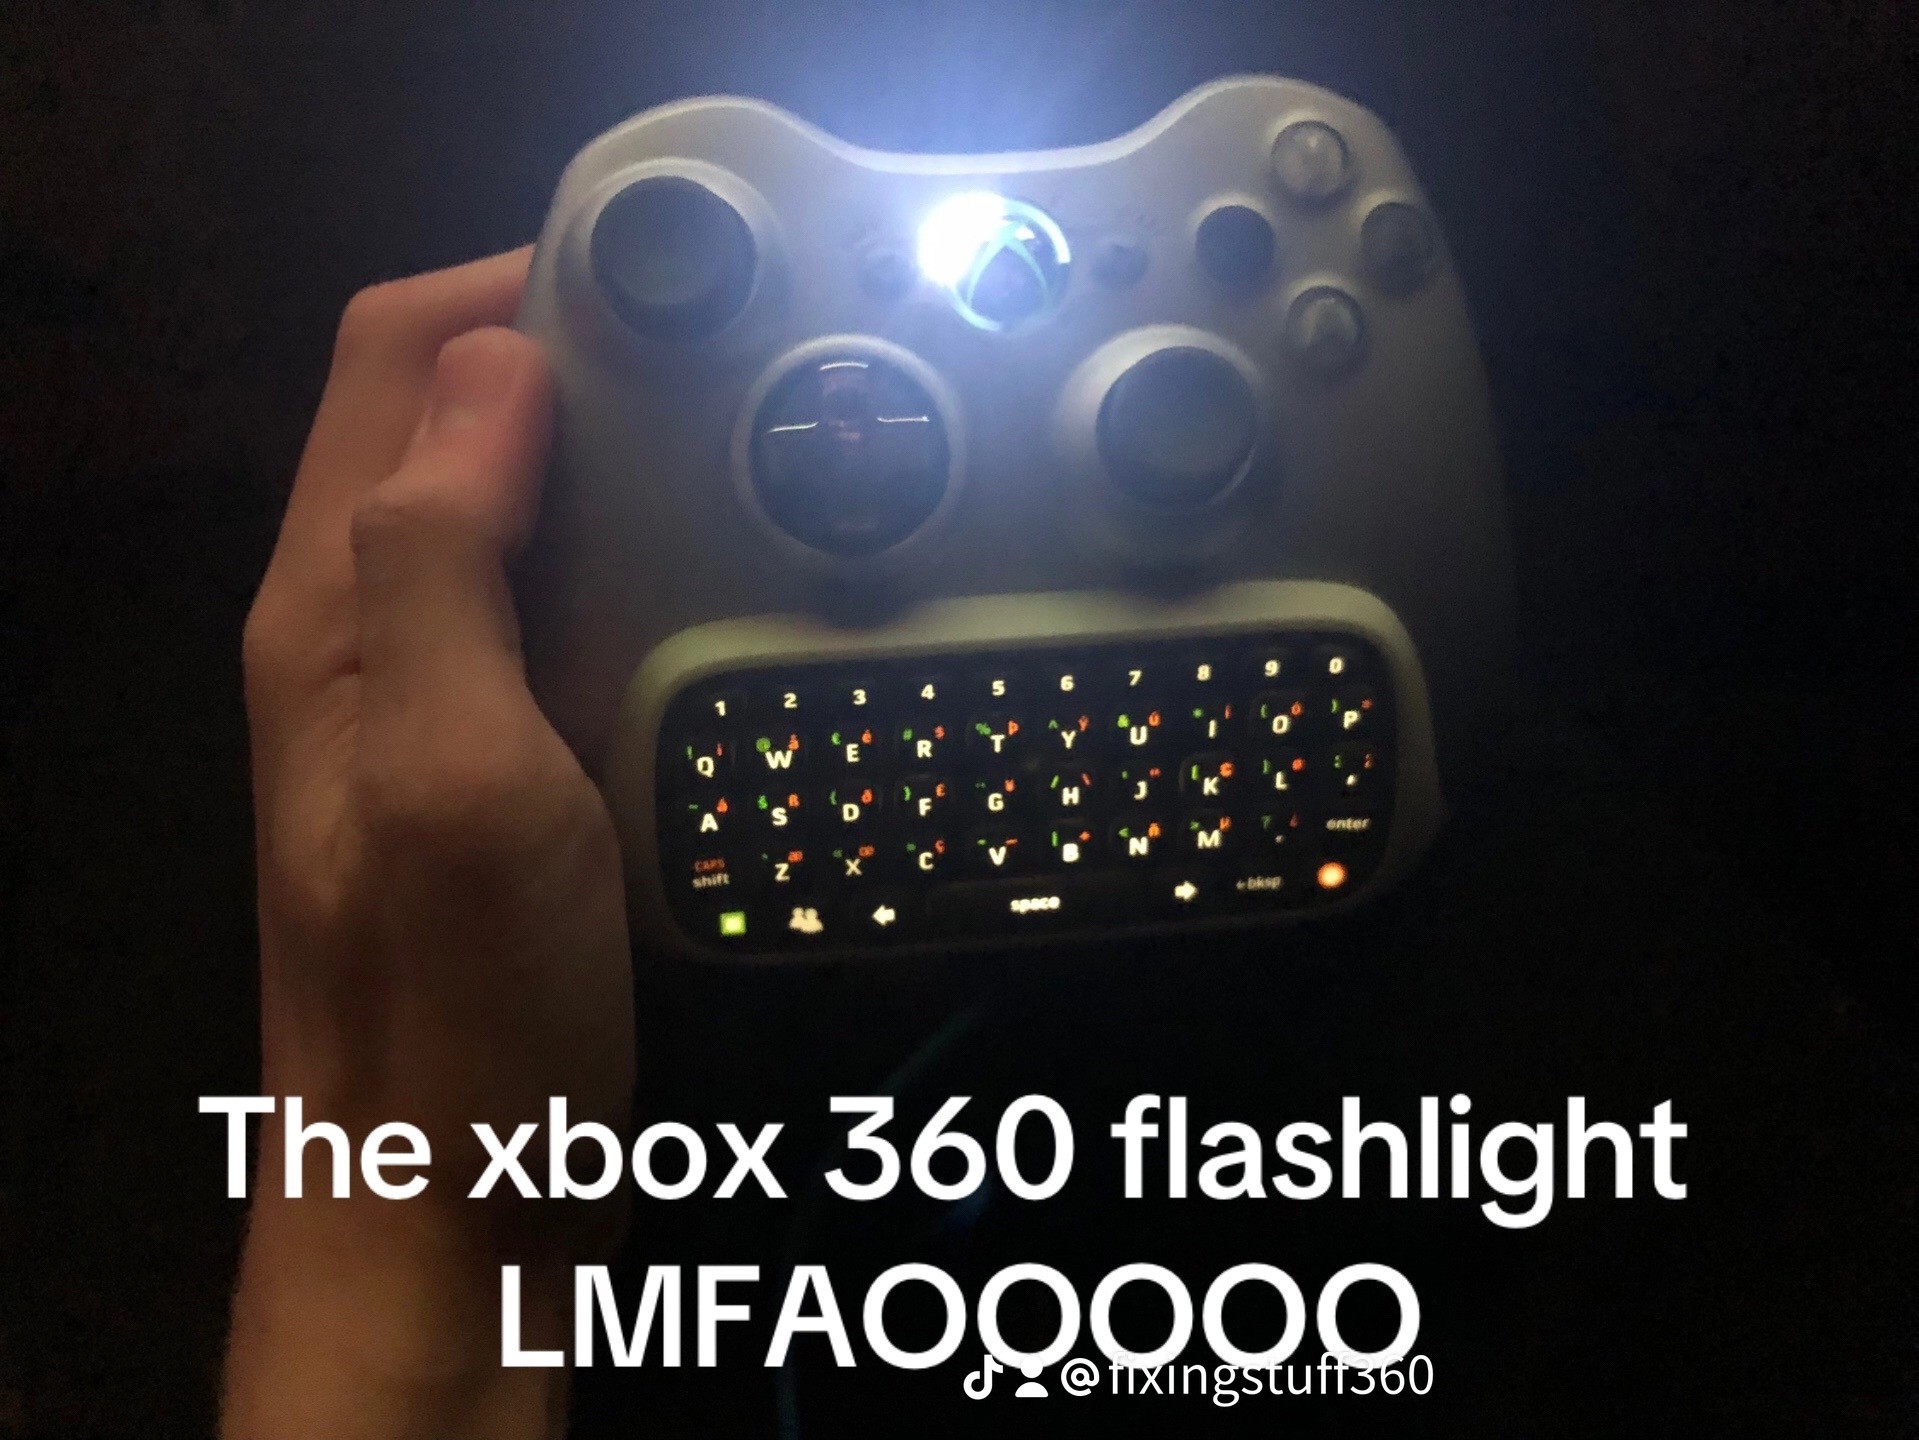 1 2 3 4 5 6 7 8 9 0
Q W E R T Y U I O P
A S D F G H J K L ,
CAPS
shift Z X C V B N M . enter
space bksp
The xbox 360 flashlight
LMFAOOOOO
@fixingstuff360